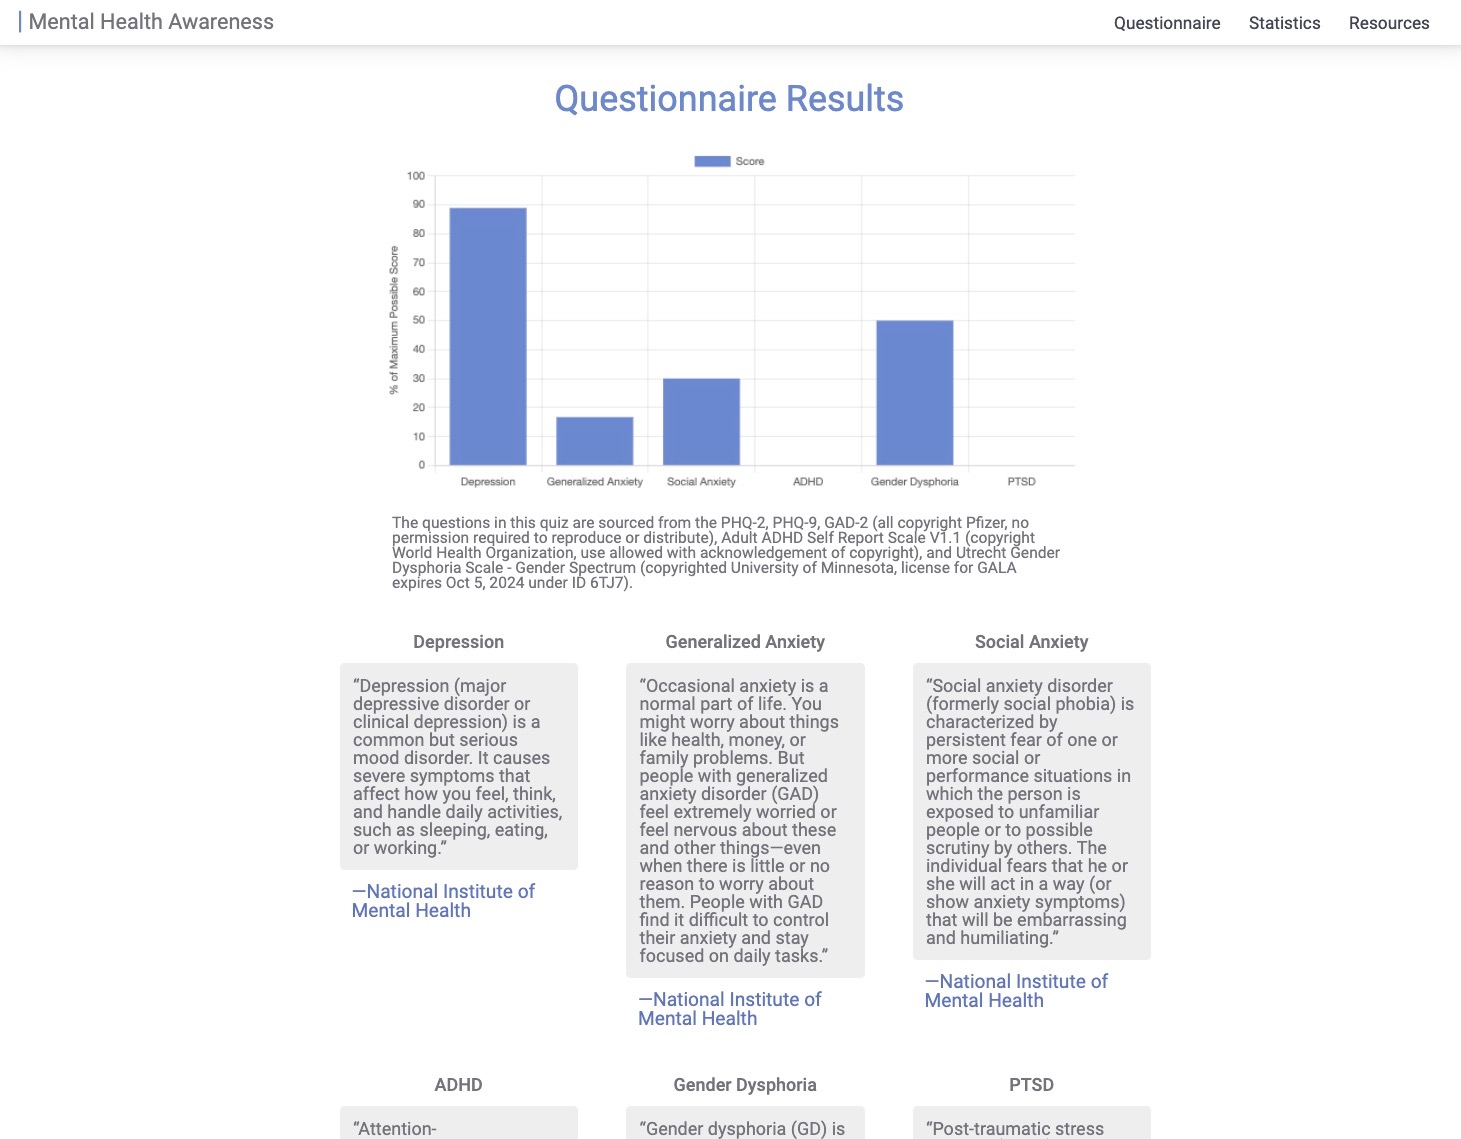 Mental Health Awareness
Questionnaire Statistics Resources
Questionnaire Results
Score
% of Maximum Possible Score
100
90
80
70
60
50
40
30
20
10
0
Depression Generalized Anxiety Social Anxiety ADHD Gender Dysphoria PTSD
The questions in this quiz are sourced from the PHQ-2, PHQ-9, GAD-2 (all copyright Pfizer, no
permission required to reproduce or distribute), Adult ADHD Self Report Scale V1.1 (copyright
World Health Organization, use allowed with acknowledgement of copyright), and Utrecht Gender
Dysphoria Scale - Gender Spectrum (copyrighted University of Minnesota, license for GALA
expires Oct 5, 2024 under ID 6TJ7).
Depression
“Depression (major
depressive disorder or
clinical depression) is a
common but serious
mood disorder. It causes
severe symptoms that
affect how you feel, think,
and handle daily activities,
such as sleeping, eating,
or working.”
—National Institute of
Mental Health
Generalized Anxiety
“Occasional anxiety is a
normal part of life. You
might worry about things
like health, money, or
family problems. But
people with generalized
anxiety disorder (GAD)
feel extremely worried or
feel nervous about these
and other things—even
when there is little or no
reason to worry about
them. People with GAD
find it difficult to control
their anxiety and stay
focused on daily tasks.”
—National Institute of
Mental Health
Social Anxiety
“Social anxiety disorder
(formerly social phobia) is
characterized by
persistent fear of one or
more social or
performance situations in
which the person is
exposed to unfamiliar
people or to possible
scrutiny by others. The
individual fears that he or
she will act in a way (or
show anxiety symptoms)
that will be embarrassing
and humiliating.”
—National Institute of
Mental Health
ADHD
“Attention-
Gender Dysphoria
“Gender dysphoria (GD) is
PTSD
“Post-traumatic stress